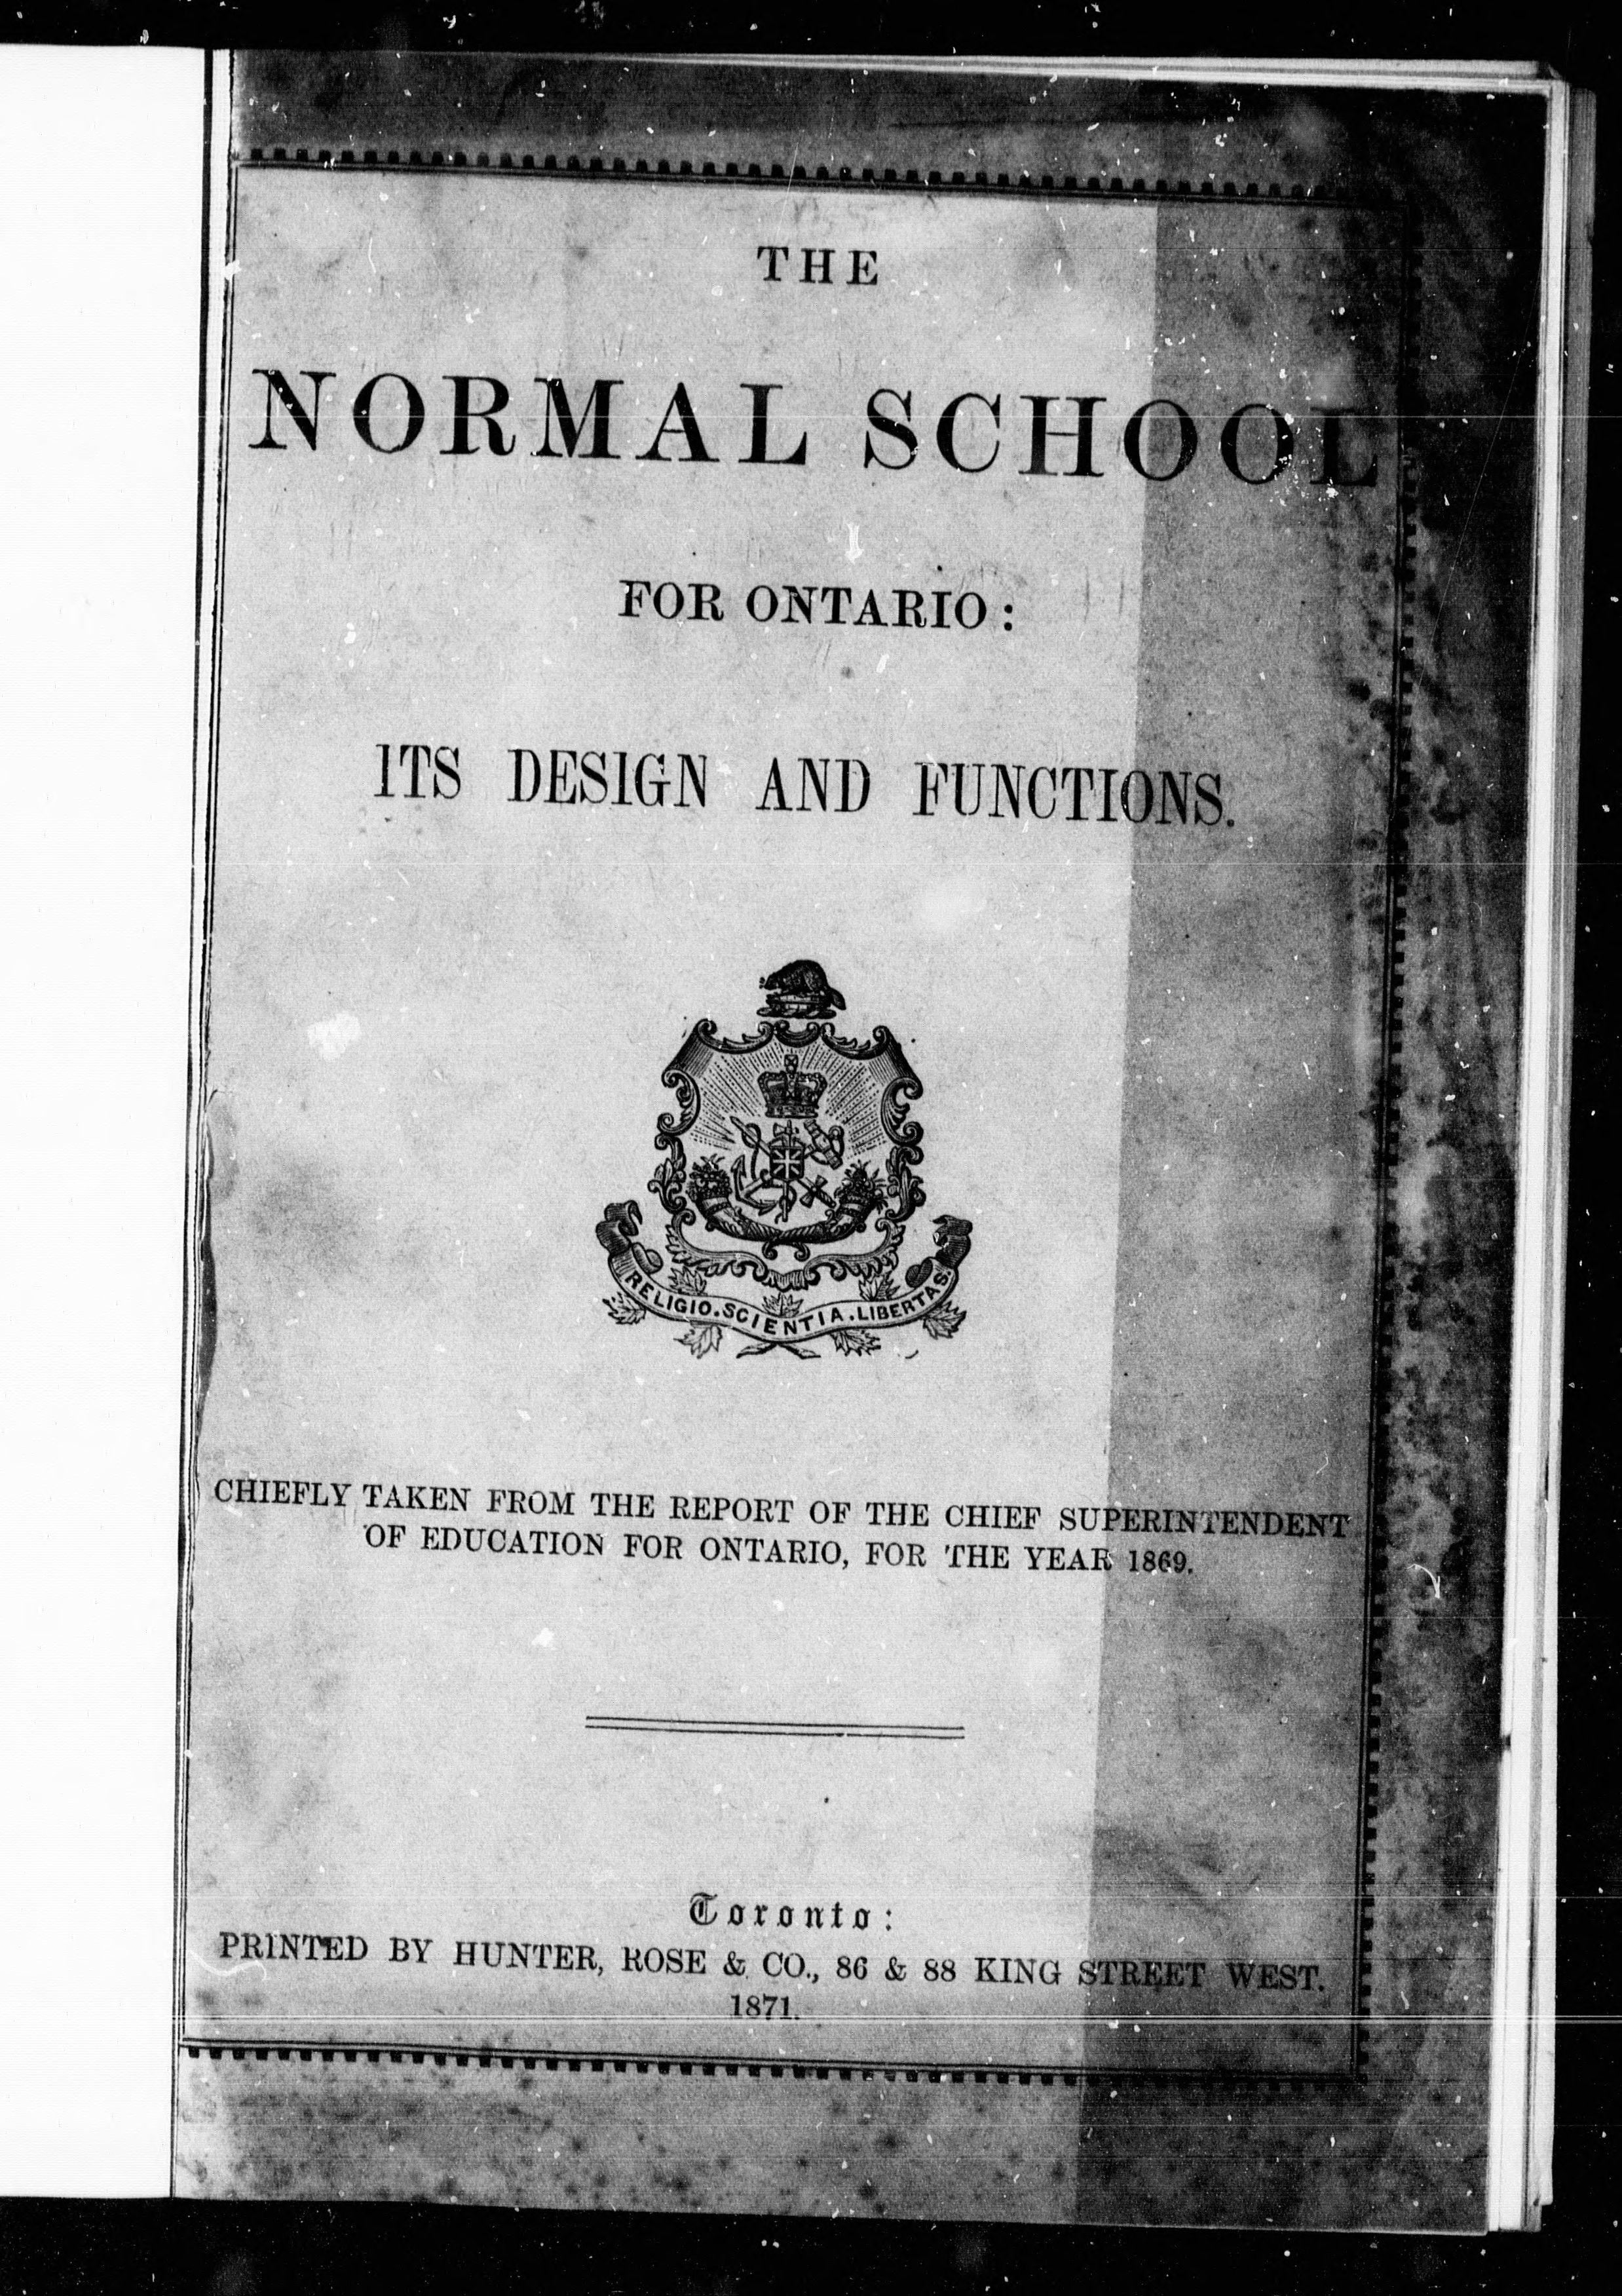 THE
NORMAL SCHOOL
FOR ONTARIO:
ITS DESIGN AND FUNCTIONS.
RELIGIO. SCIENTIA. LIBERTAS.
CHIEFLY TAKEN FROM THE REPORT OF THE CHIEF SUPERINTENDENT
OF EDUCATION FOR ONTARIO, FOR THE YEAR 1869.
Toronto:
PRINTED BY HUNTER, ROSE & CO., 86 & 88 KING STREET WEST.
1871.